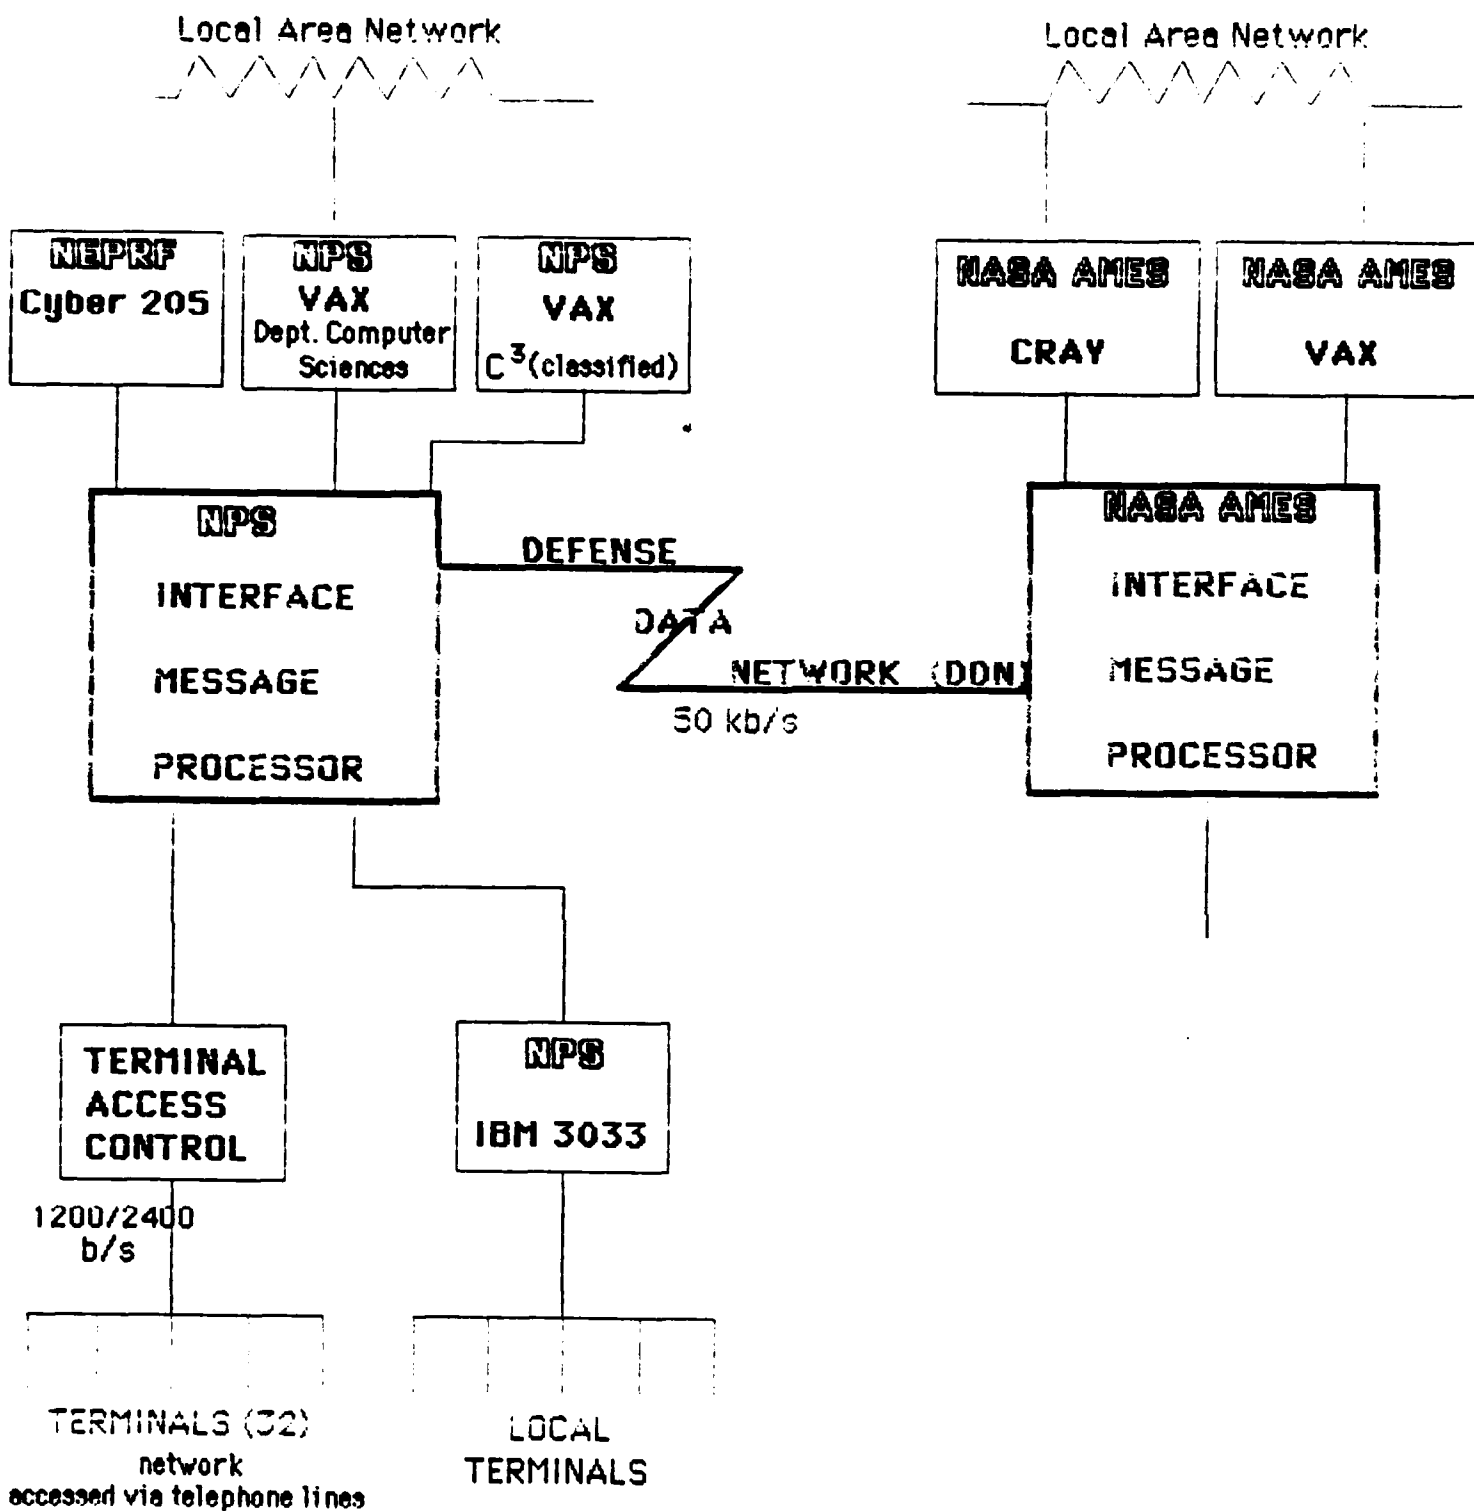 Local Area Network
Local Area Network
NEPRF
Cyber 205
NPS
VAX
Dept. Computer
Sciences
NPS
VAX
C³(classified)
NASA AMES
CRAY
NASA AMES
VAX
NPS
INTERFACE
MESSAGE
PROCESSOR
DEFENSE
DATA
NETWORK (DDN)
50 kb/s
NASA AMES
INTERFACE
MESSAGE
PROCESSOR
TERMINAL
ACCESS
CONTROL
NPS
IBM 3033
1200/2400
b/s
TERMINALS (32)
network
accessed via telephone lines
LOCAL
TERMINALS